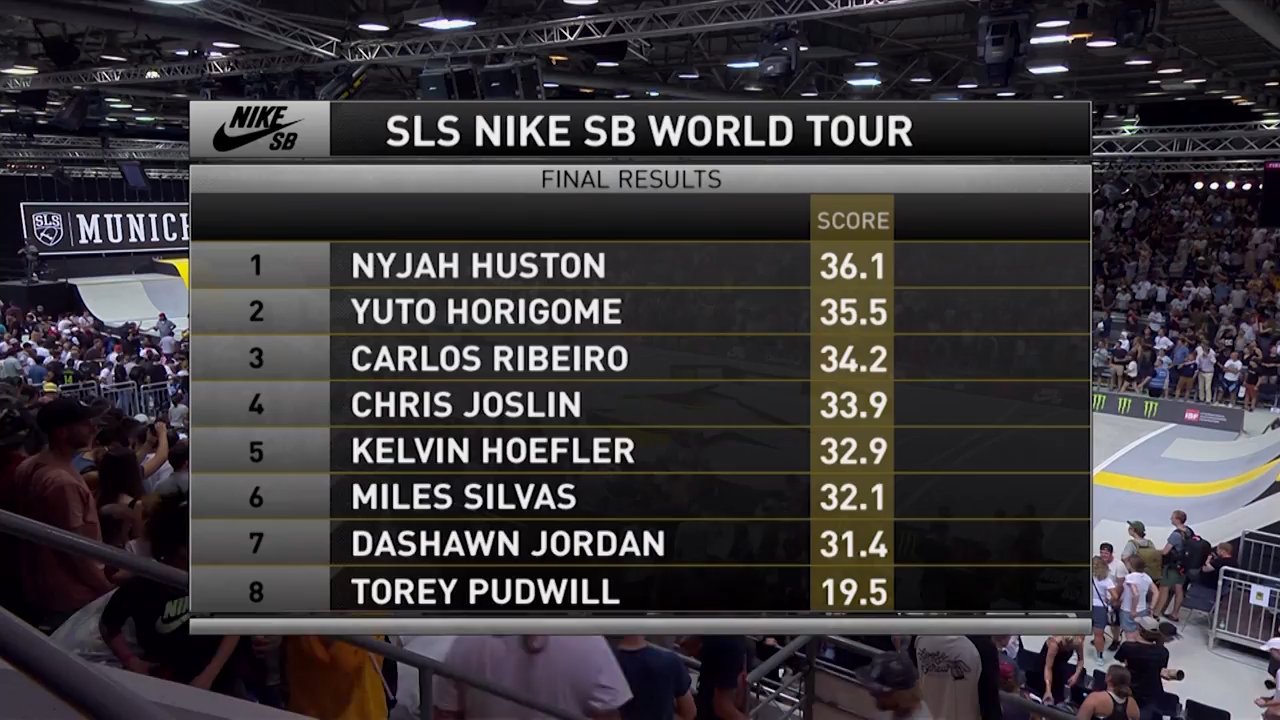 NIKE
SB
SLS NIKE SB WORLD TOUR
FINAL RESULTS
SCORE
1 NYJAH HUSTON 36.1
2 YUTO HORIGOME 35.5
3 CARLOS RIBEIRO 34.2
4 CHRIS JOSLIN 33.9
5 KELVIN HOEFLER 32.9
6 MILES SILVAS 32.1
7 DASHAWN JORDAN 31.4
8 TOREY PUDWILL 19.5
SLS
MUNICH